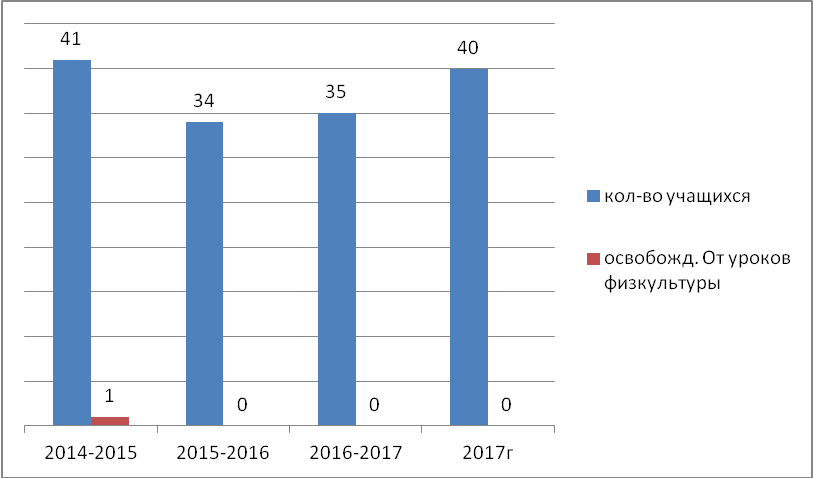 41
34
35
40
1
0
0
0
2014-2015
2015-2016
2016-2017
2017г
кол-во учащихся
освобожд. От уроков
физкультуры